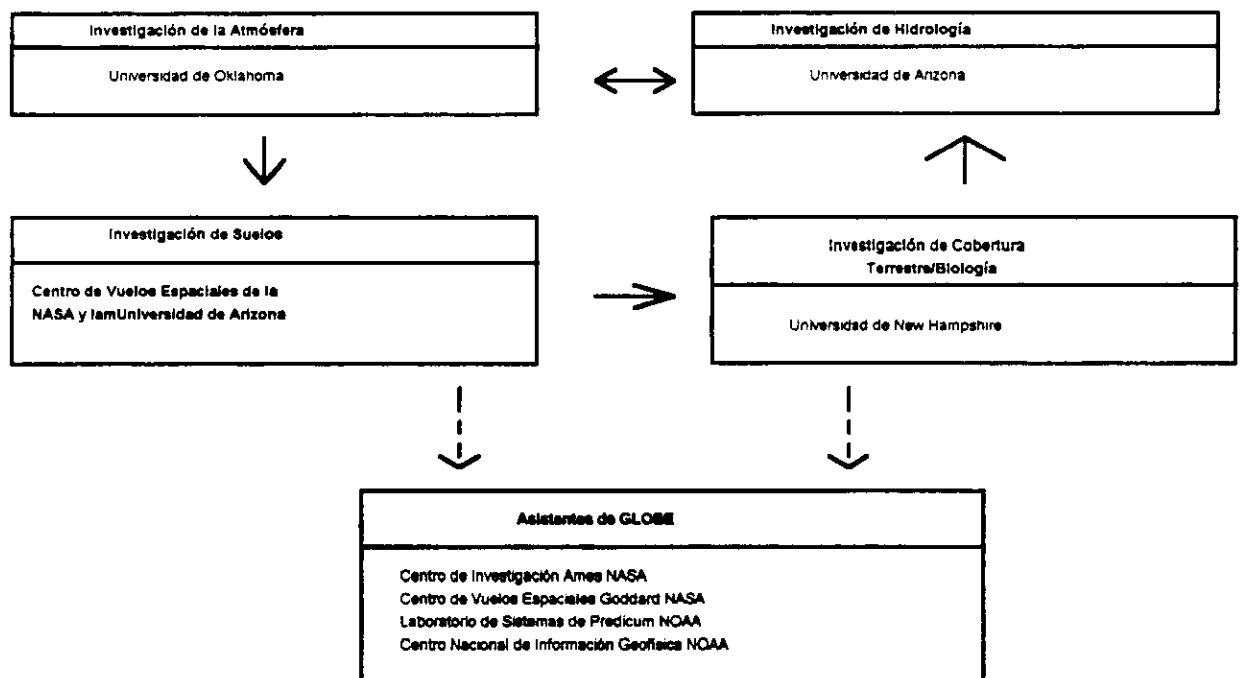 Investigación de la Atmósfera
Universidad de Oklahoma
Investigación de Hidrología
Universidad de Arizona
Investigación de Suelos
Centro de Vuelos Espaciales de la
NASA y lamUniversidad de Arizona
Investigación de Cobertura
Terrestre/Biología
Universidad de New Hampshire
Asistentes de GLOBE
Centro de Investigación Ames NASA
Centro de Vuelos Espaciales Goddard NASA
Laboratorio de Sistemas de Predicum NOAA
Centro Nacional de Información Geofísica NOAA